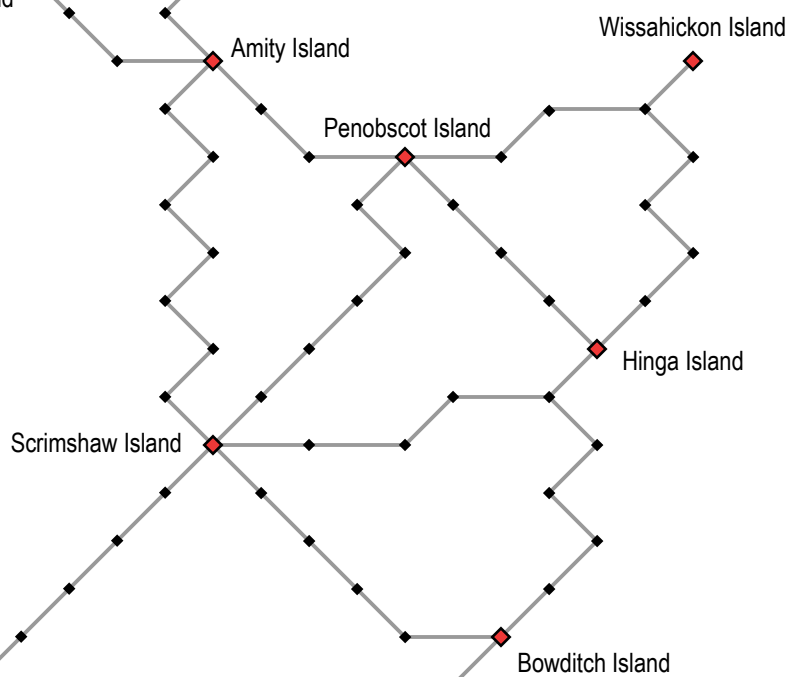 Wissahickon Island
Amity Island
Penobscot Island
Hinga Island
Scrimshaw Island
Bowditch Island